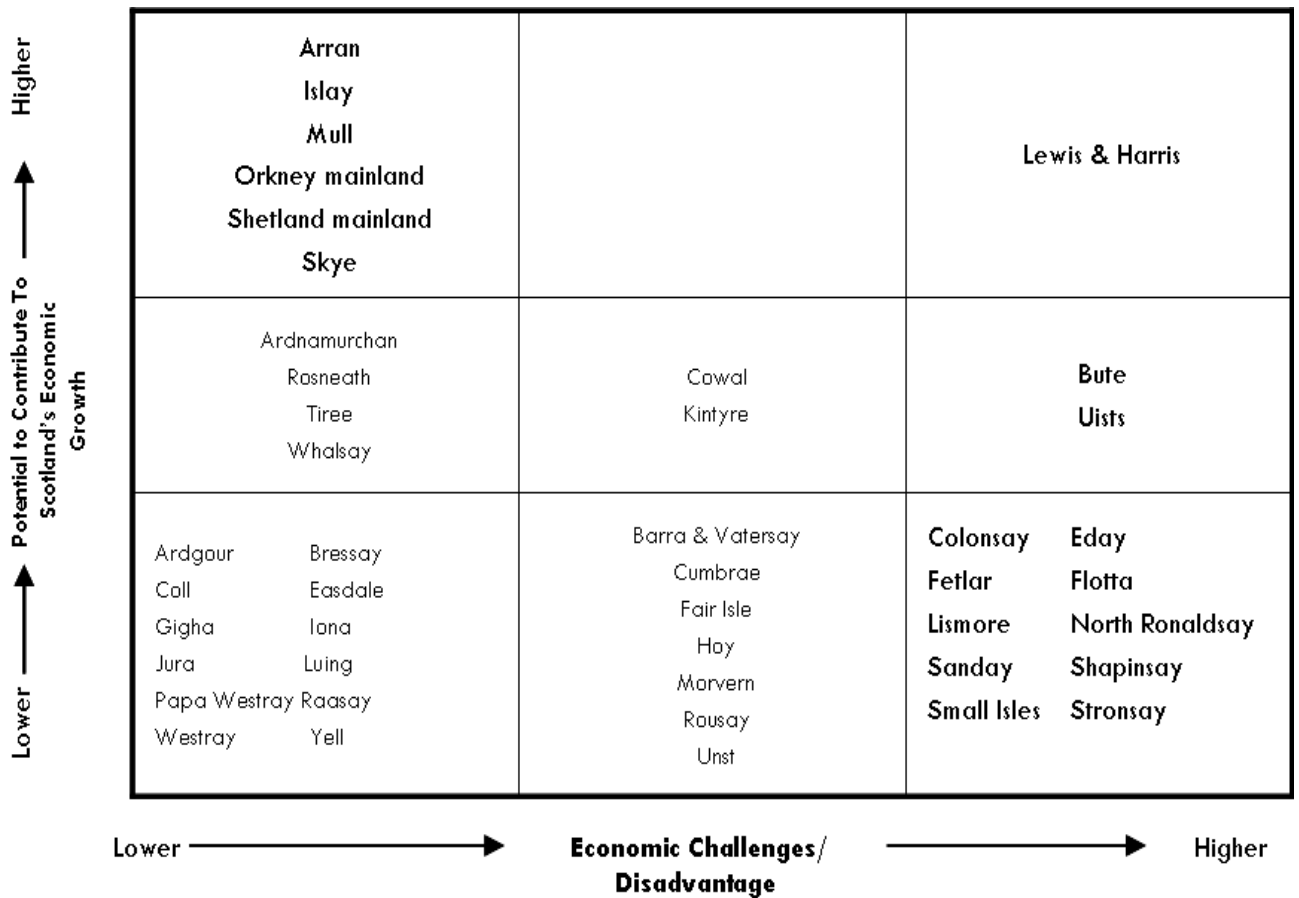 Higher
Potential to Contribute To
Scotland's Economic
Growth
Lower
Arran
Islay
Mull
Orkney mainland
Shetland mainland
Skye
Lewis & Harris
Ardnamurchan
Rosneath
Tiree
Whalsay
Cowal
Kintyre
Bute
Uists
Ardgour Bressay
Coll Easdale
Gigha Iona
Jura Luing
Papa Westray Raasay
Westray Yell
Barra & Vatersay
Cumbrae
Fair Isle
Hoy
Morvern
Rousay
Unst
Colonsay Eday
Fetlar Flotta
Lismore North Ronaldsay
Sanday Shapinsay
Small Isles Stronsay
Lower
Economic Challenges/
Disadvantage
Higher